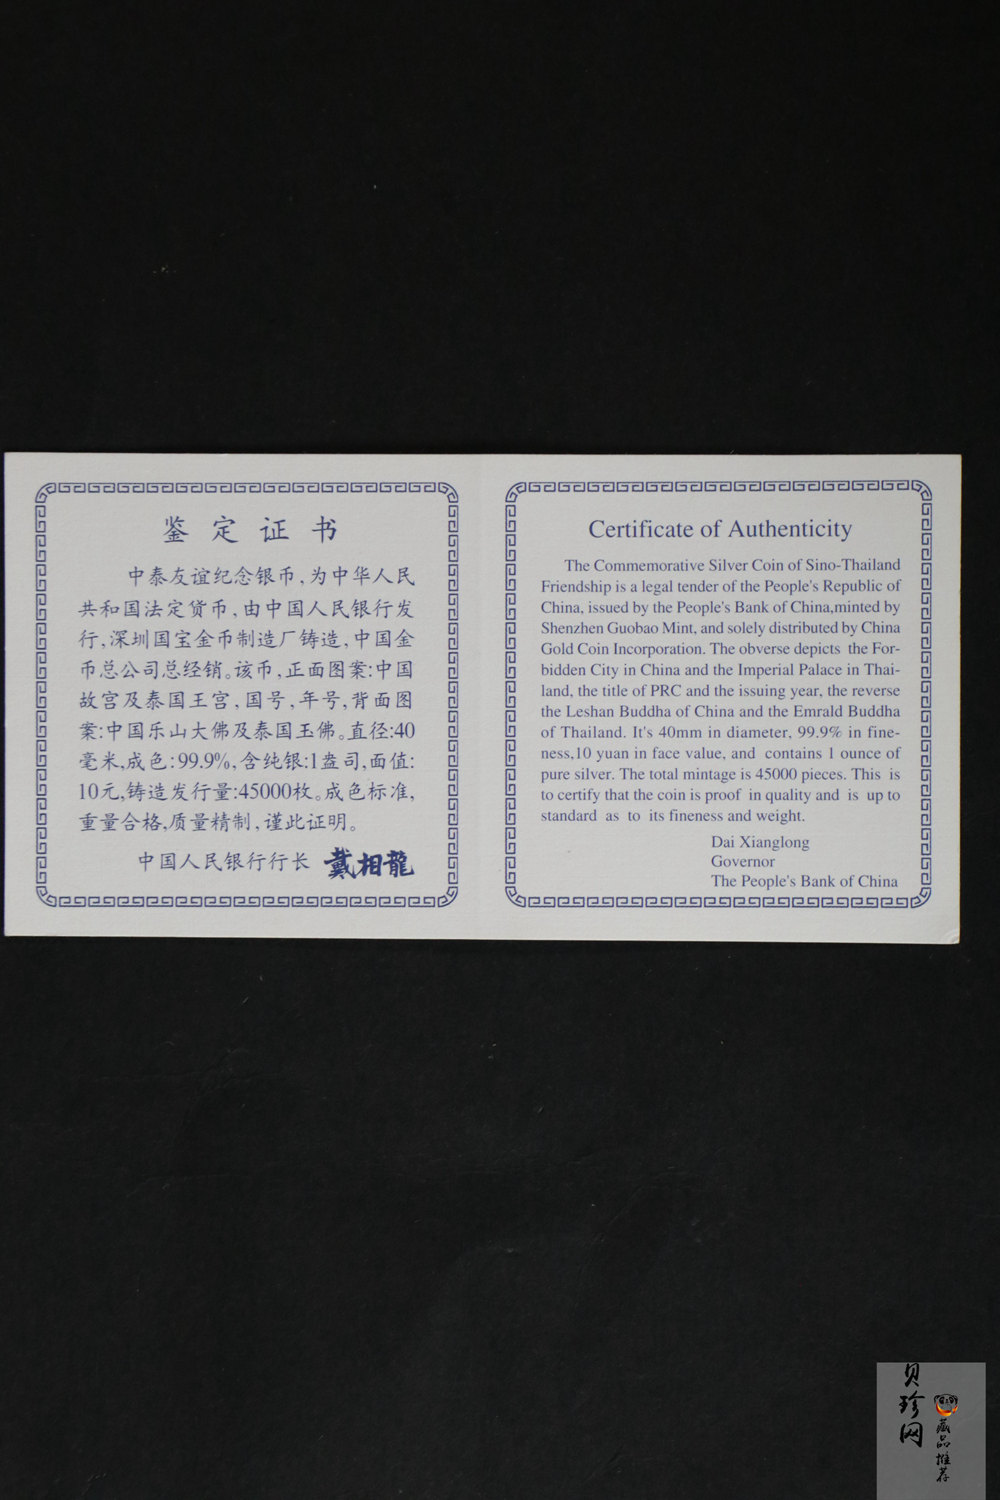 鉴定证书
中泰友谊纪念银币,为中华人民
共和国法定货币,由中国人民银行发
行,深圳国宝金币制造厂铸造,中国金
币总公司总经销。该币,正面图案:中国
故宫及泰国王宫,国号,年号,背面图
案:中国乐山大佛及泰国玉佛。直径:40
毫米,成色:99.9%,含纯银:1盎司,面值:
10元,铸造发行量:45000枚。成色标准,
重量合格,质量精制,谨此证明。
中国人民银行行长 戴相龍
Certificate of Authenticity
The Commemorative Silver Coin of Sino-Thailand
Friendship is a legal tender of the People's Republic of
China, issued by the People's Bank of China,minted by
Shenzhen Guobao Mint, and solely distributed by China
Gold Coin Incorporation. The obverse depicts the For-
bidden City in China and the Imperial Palace in Thai-
land, the title of PRC and the issuing year, the reverse
the Leshan Buddha of China and the Emrald Buddha
of Thailand. It's 40mm in diameter, 99.9% in fine-
ness,10 yuan in face value, and contains 1 ounce of
pure silver. The total mintage is 45000 pieces. This is
to certify that the coin is proof in quality and is up to
standard as to its fineness and weight.
Dai Xianglong
Governor
The People's Bank of China
贝珍网
藏品推荐